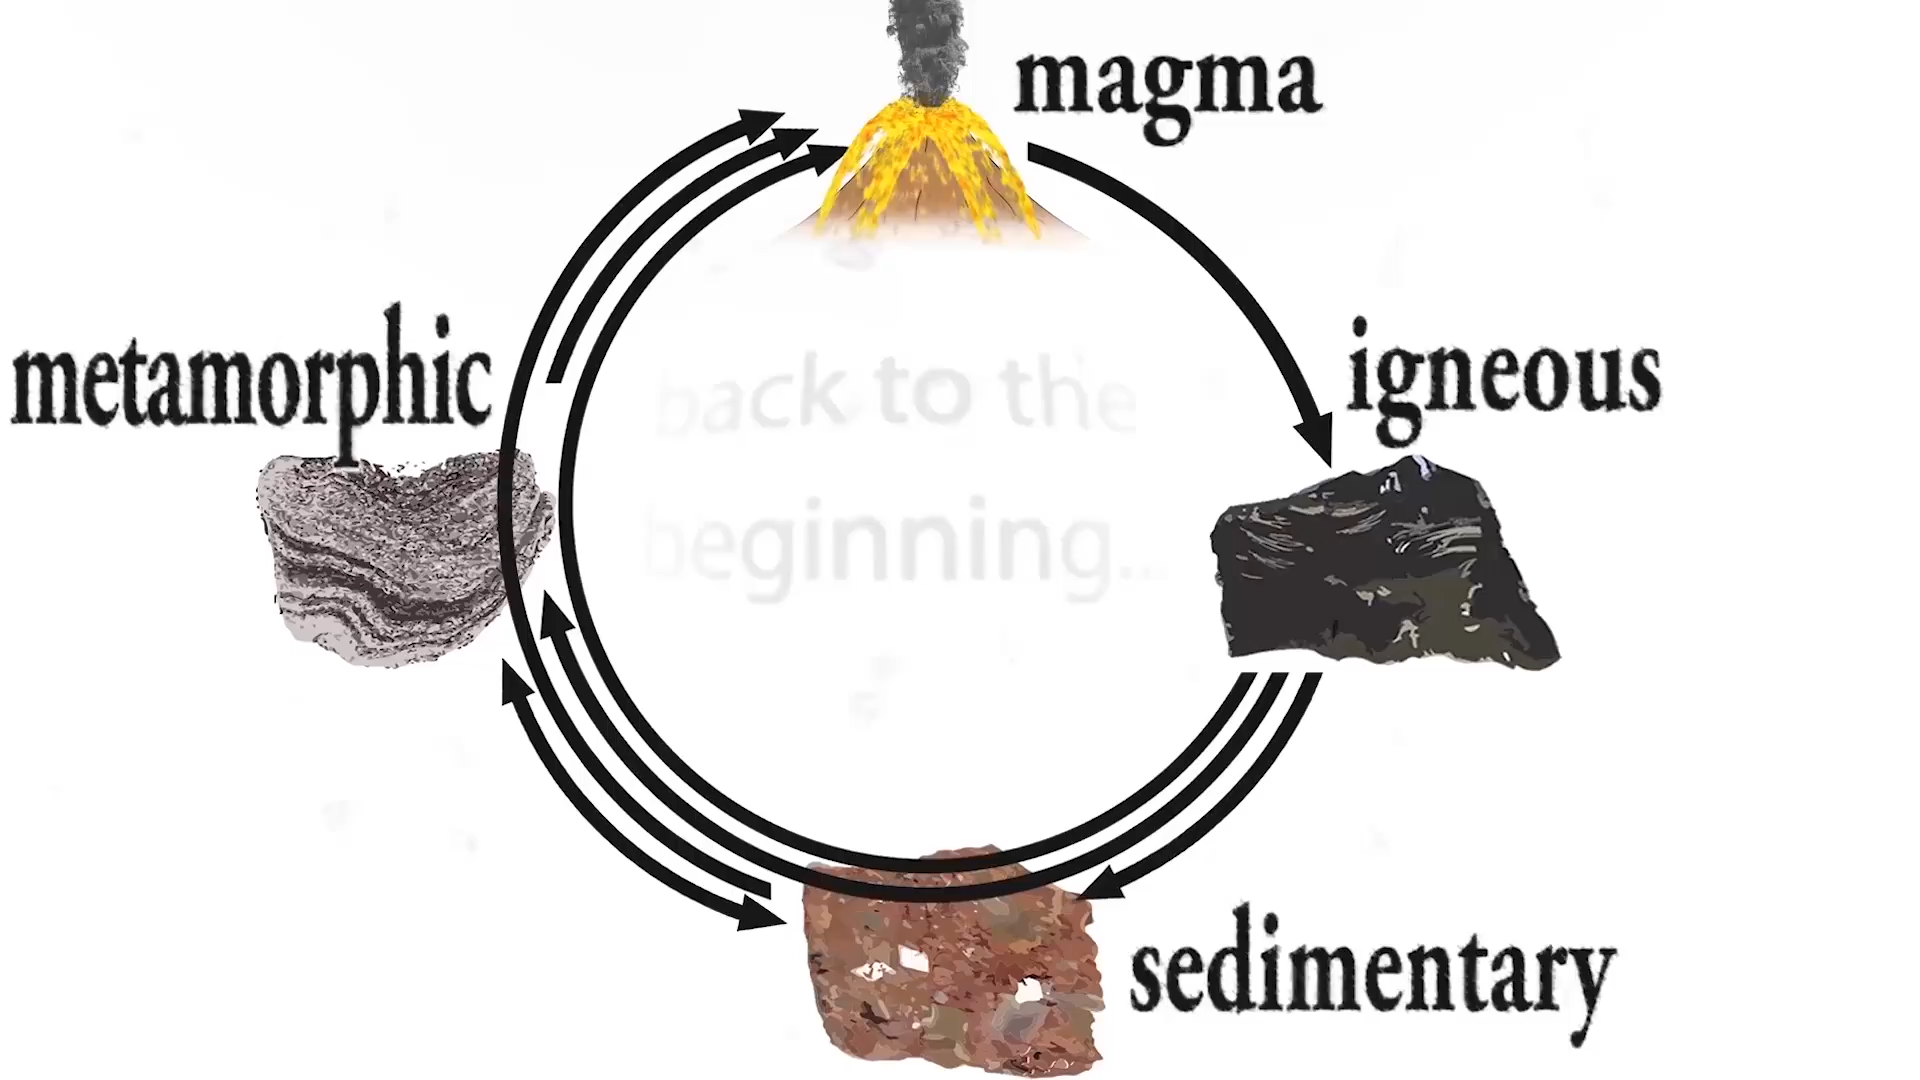 magma
metamorphic
igneous
back to the
beginning...
sedimentary